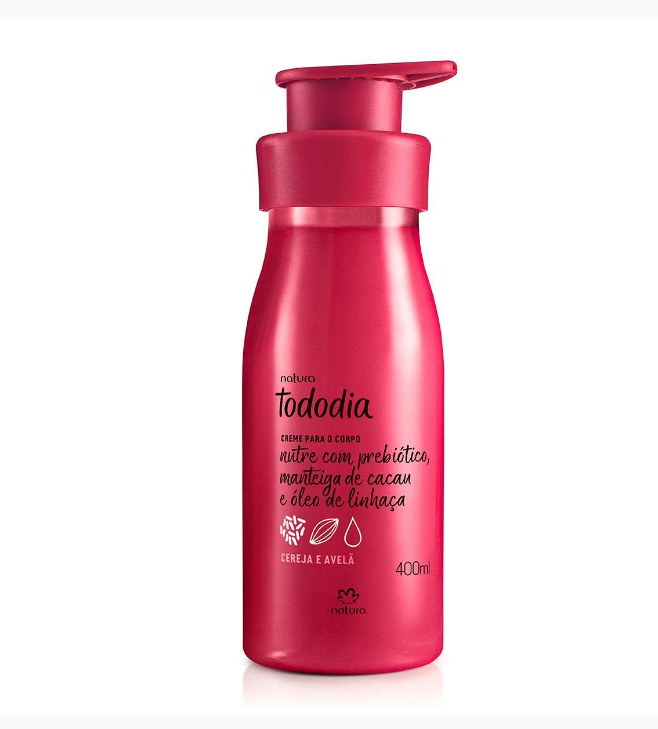 natura
tododia
CREME PARA O CORPO
nutre com prebiótico,
manteiga de cacau
e óleo de linhaça
CEREJA E AVELÃ
400ml
natura